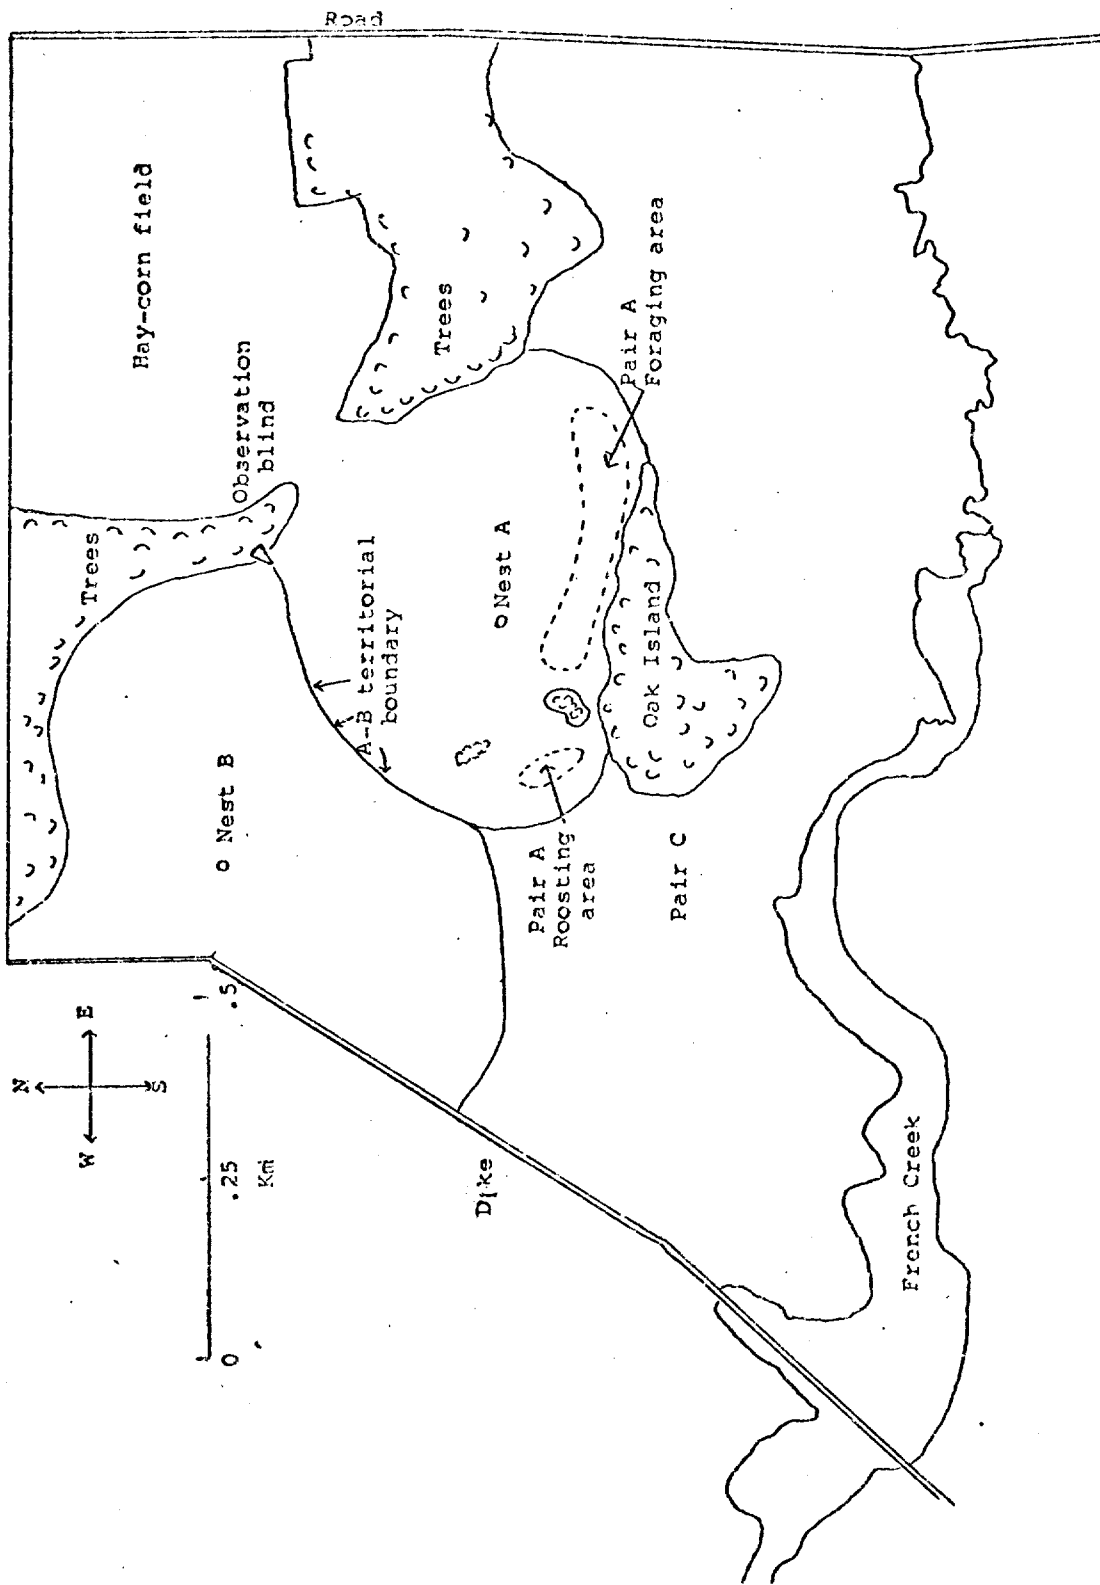 Road
Hay-corn field
Trees
Observation
blind
Trees
Pair A
Foraging area
A-B territorial
boundary
Nest A
Oak Island
Nest B
Pair A
Roosting
area
Pair C
N
E
S
W
0 .25 .5
Km
Dike
French Creek